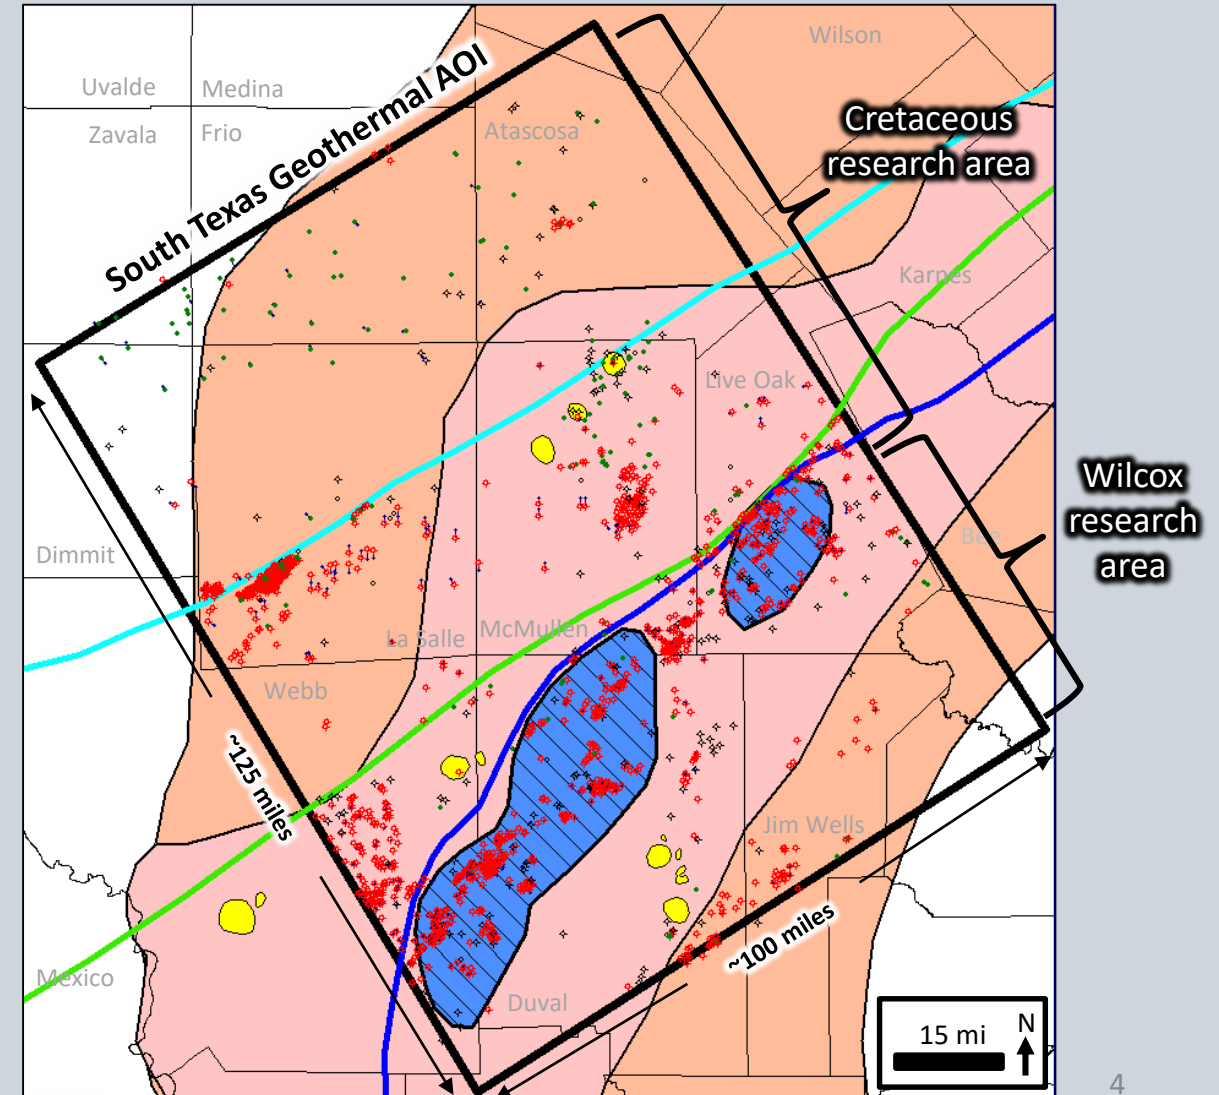 Wilson
Uvalde
Medina
South Texas Geothermal AOI
Zavala
Frio
Atascosa
Cretaceous
research area
Karnes
Live Oak
Wilcox
research
area
Bee
Dimmit
La Salle
McMullen
Webb
~125 miles
Jim Wells
~100 miles
Mexico
Duval
15 mi
N
4